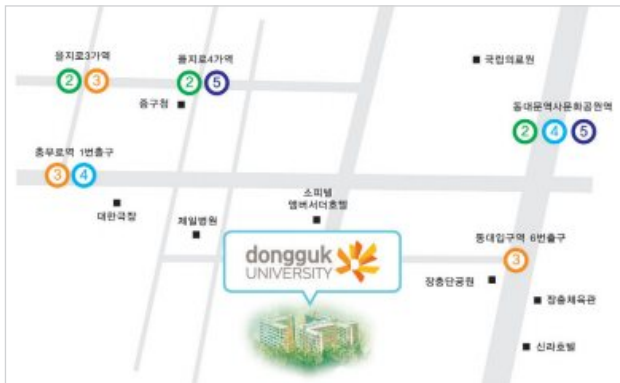 을지로3가역
을지로4가역
국립의료원
2 3
2 5
중구청
동대문역사문화공원역
2 4 5
충무로역 1번출구
3 4
대한극장
제일병원
소피텔
앰버서더호텔
dongguk
UNIVERSITY
동대입구역 6번출구
3
장충단공원
장충체육관
신라호텔